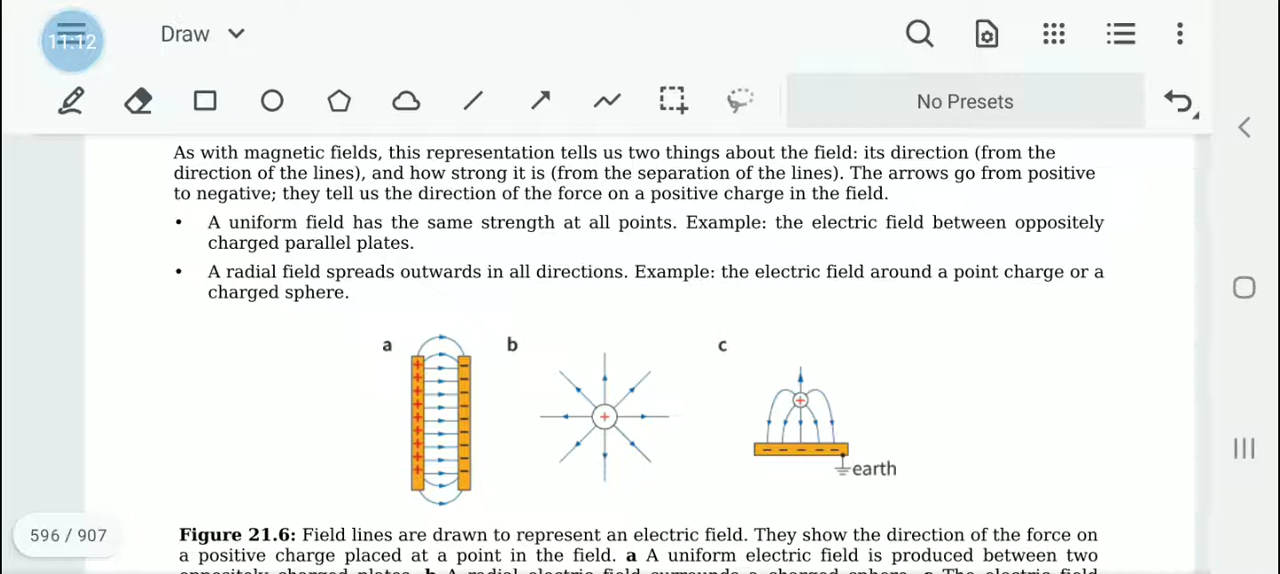 11:12
Draw
No Presets
As with magnetic fields, this representation tells us two things about the field: its direction (from the
direction of the lines), and how strong it is (from the separation of the lines). The arrows go from positive
to negative; they tell us the direction of the force on a positive charge in the field.
• A uniform field has the same strength at all points. Example: the electric field between oppositely
charged parallel plates.
• A radial field spreads outwards in all directions. Example: the electric field around a point charge or a
charged sphere.
a b c
earth
596 / 907
Figure 21.6: Field lines are drawn to represent an electric field. They show the direction of the force on
a positive charge placed at a point in the field. a A uniform electric field is produced between two